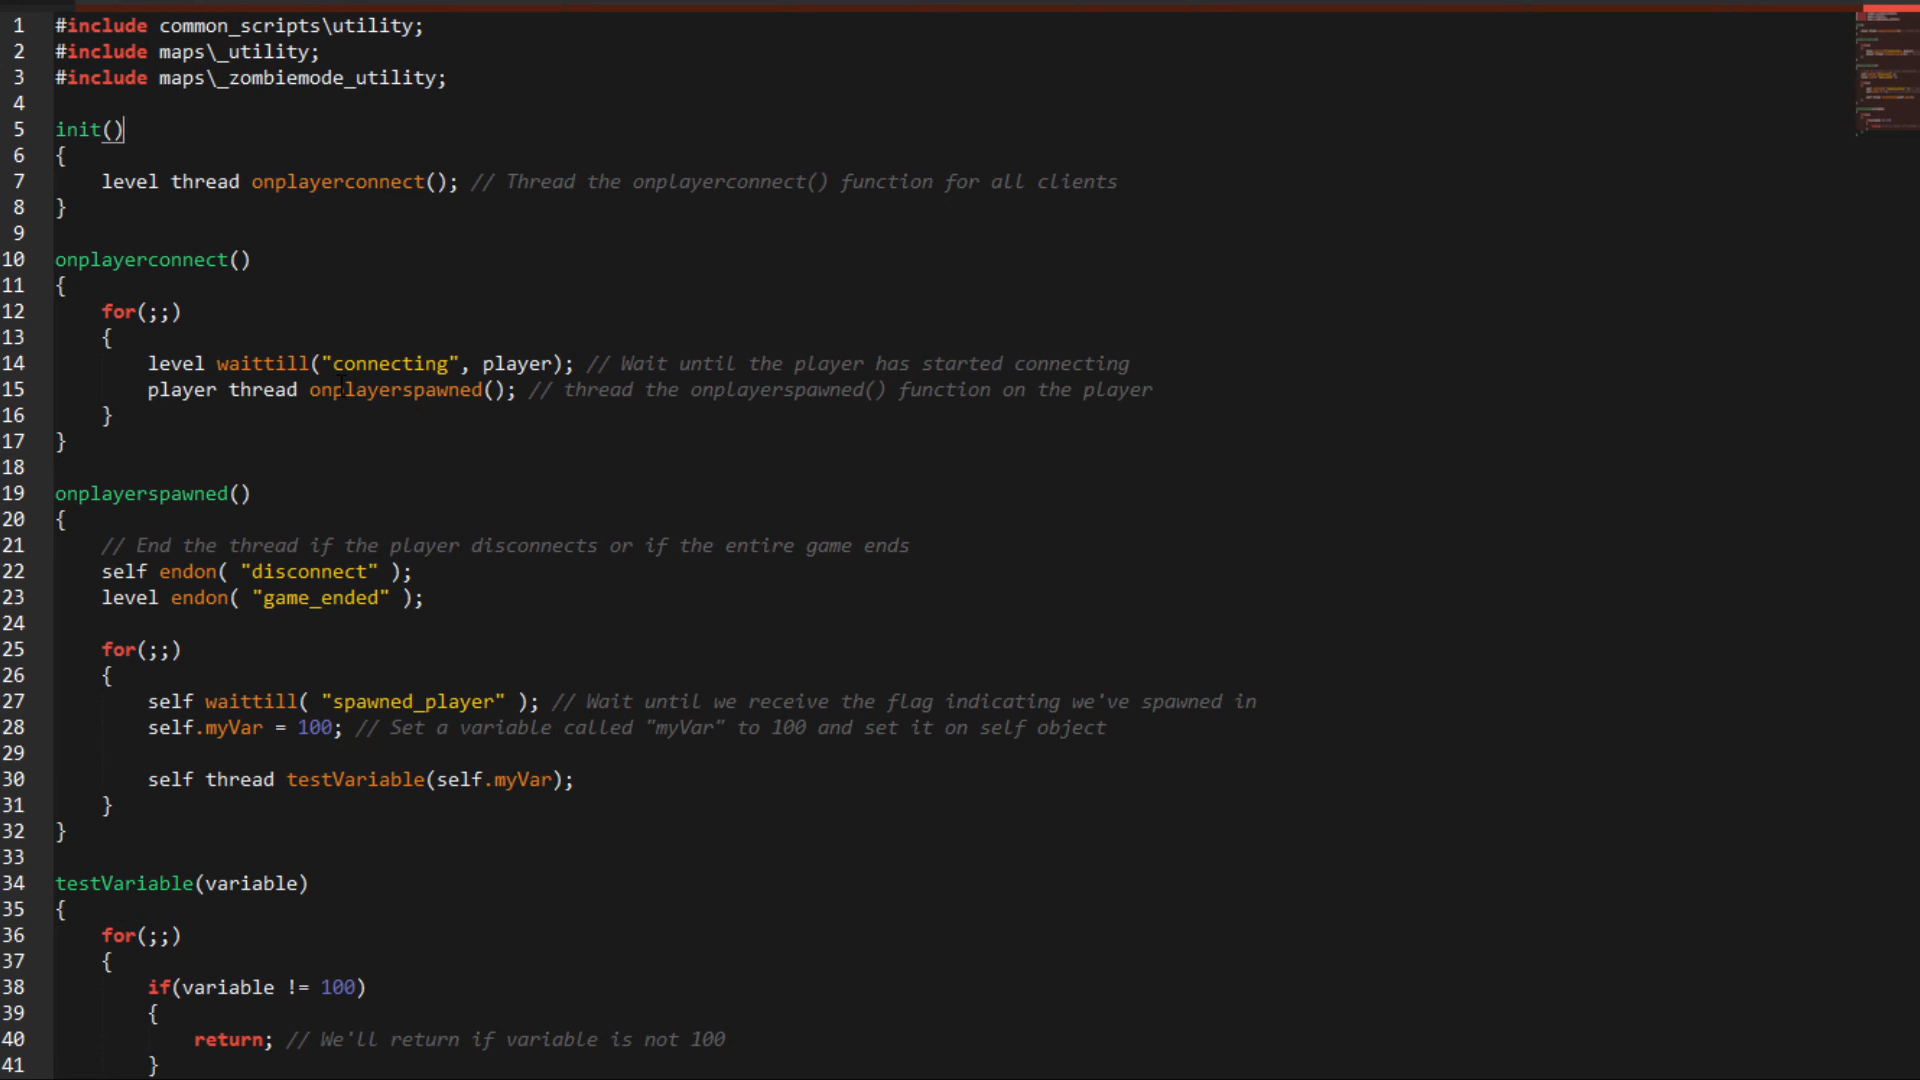 1 #include common_scripts\utility;
2 #include maps\_utility;
3 #include maps\_zombiemode_utility;
4
5 init()
6 {
7 level thread onplayerconnect(); // Thread the onplayerconnect() function for all clients
8 }
9
10 onplayerconnect()
11 {
12 for(;;)
13 {
14 level waittill("connecting", player); // Wait until the player has started connecting
15 player thread onplayerspawned(); // thread the onplayerspawned() function on the player
16 }
17 }
18
19 onplayerspawned()
20 {
21 // End the thread if the player disconnects or if the entire game ends
22 self endon( "disconnect" );
23 level endon( "game_ended" );
24
25 for(;;)
26 {
27 self waittill( "spawned_player" ); // Wait until we receive the flag indicating we've spawned in
28 self.myVar = 100; // Set a variable called "myVar" to 100 and set it on self object
29
30 self thread testVariable(self.myVar);
31 }
32 }
33
34 testVariable(variable)
35 {
36 for(;;)
37 {
38 if(variable != 100)
39 {
40 return; // We'll return if variable is not 100
41 }